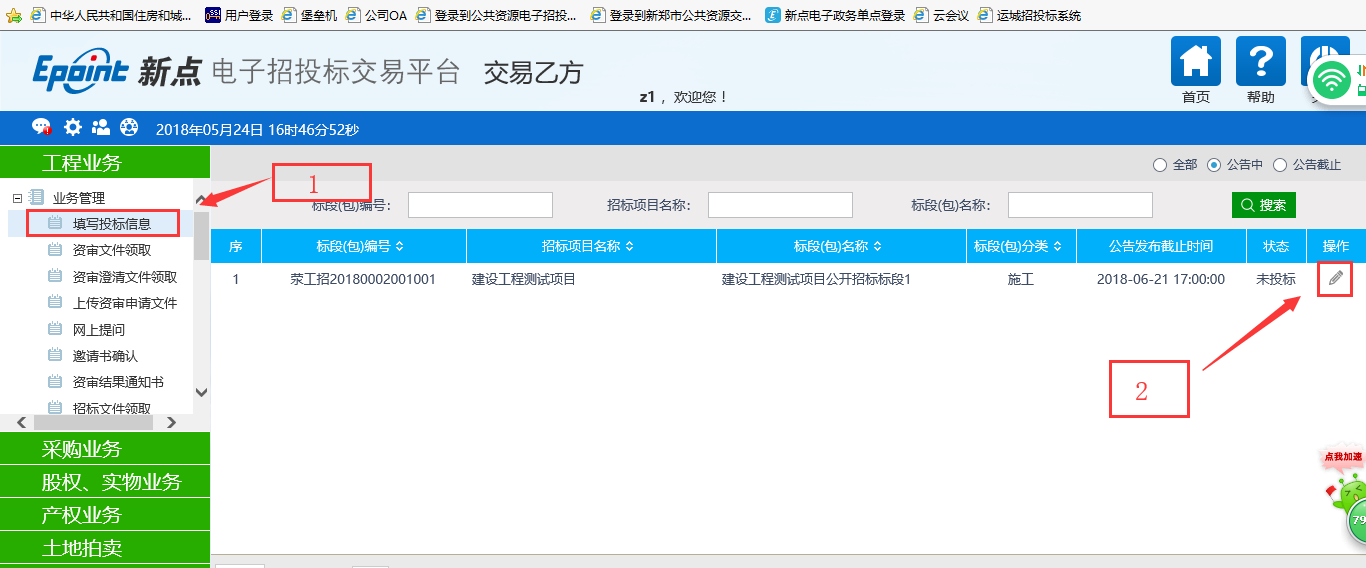 中华人民共和国住房和城... 用户登录 堡垒机 公司OA 登录到公共资源电子招投... 登录到新郑市公共资源交... 新点电子政务单点登录 云会议 运城招投标系统
Epoint 新点 电子招投标交易平台 交易乙方
z1 ，欢迎您！
首页 帮助
2018年05月24日 16时46分52秒
工程业务
全部 公告中 公告截止
1
业务管理
标段(包)编号： 招标项目名称： 标段(包)名称： 搜索
填写投标信息
资审文件领取
资审澄清文件领取
上传资审申请文件
网上提问
邀请书确认
资审结果通知书
招标文件领取
序 标段(包)编号 招标项目名称 标段(包)名称 标段(包)分类 公告发布截止时间 状态 操作
1 荥工招20180002001001 建设工程测试项目 建设工程测试项目公开招标标段1 施工 2018-06-21 17:00:00 未投标
2
采购业务
股权、实物业务
产权业务
土地拍卖
点我加速
79